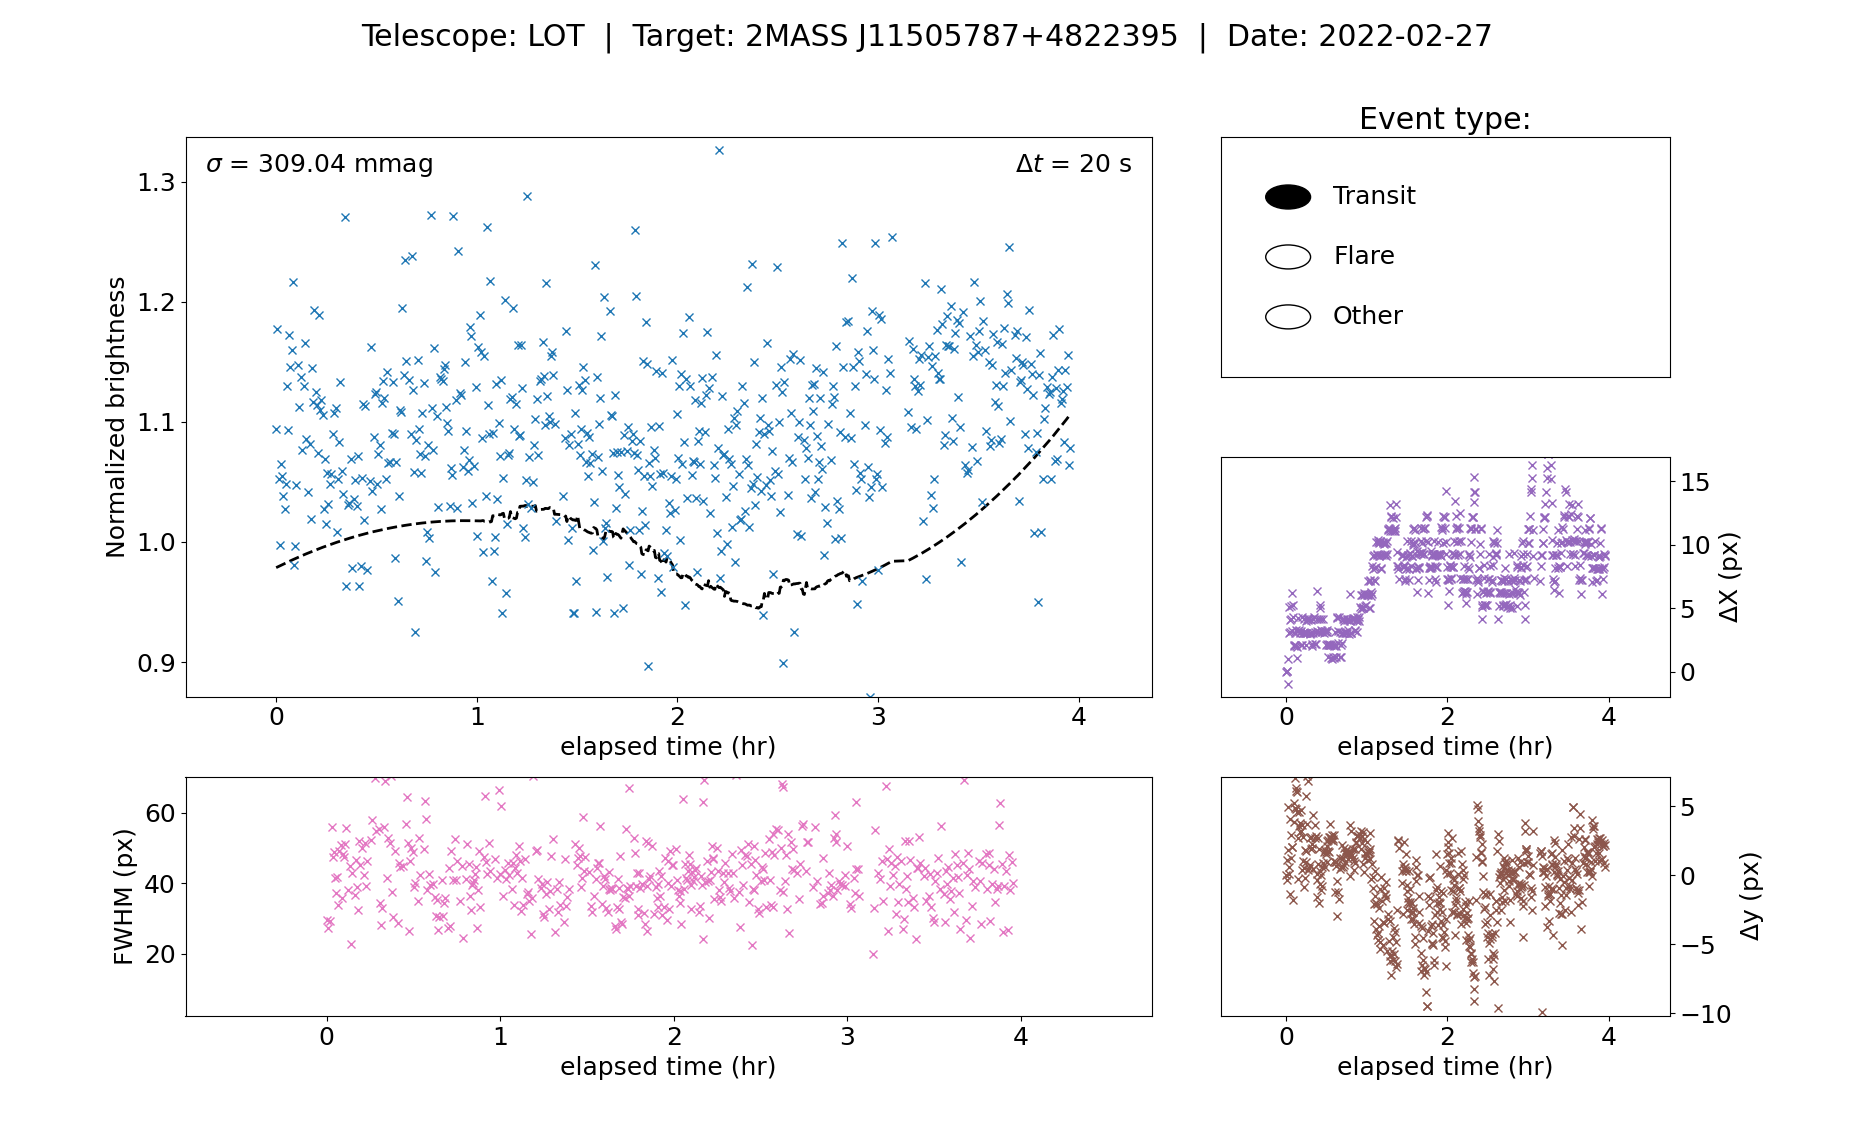 Telescope: LOT | Target: 2MASS J11505787+4822395 | Date: 2022-02-27
Event type:
σ = 309.04 mmag
Δt = 20 s
Normalized brightness
1.3
1.2
1.1
1.0
0.9
0 1 2 3 4
elapsed time (hr)
Transit
Flare
Other
15
10
5
0
ΔX (px)
0 2 4
elapsed time (hr)
FWHM (px)
60
40
20
0 1 2 3 4
elapsed time (hr)
5
0
−5
−10
Δy (px)
0 2 4
elapsed time (hr)